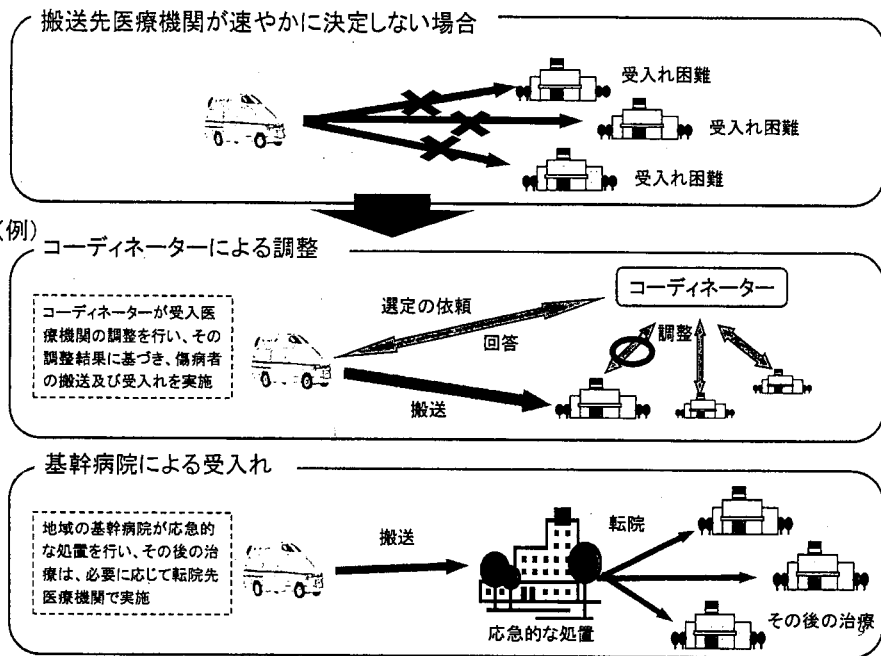 搬送先医療機関が速やかに決定しない場合
受入れ困難
受入れ困難
受入れ困難
(例)
コーディネーターによる調整
コーディネーターが受入医
療機関の調整を行い、その
調整結果に基づき、傷病者
の搬送及び受入れを実施
選定の依頼
回答
搬送
コーディネーター
調整
基幹病院による受入れ
地域の基幹病院が応急的
な処置を行い、その後の治
療は、必要に応じて転院先
医療機関で実施
搬送
応急的な処置
転院
その後の治療
9